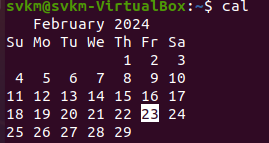 svkm@svkm-VirtualBox:~$ cal
   February 2024
Su Mo Tu We Th Fr Sa
             1  2  3
 4  5  6  7  8  9 10
11 12 13 14 15 16 17
18 19 20 21 22 23 24
25 26 27 28 29